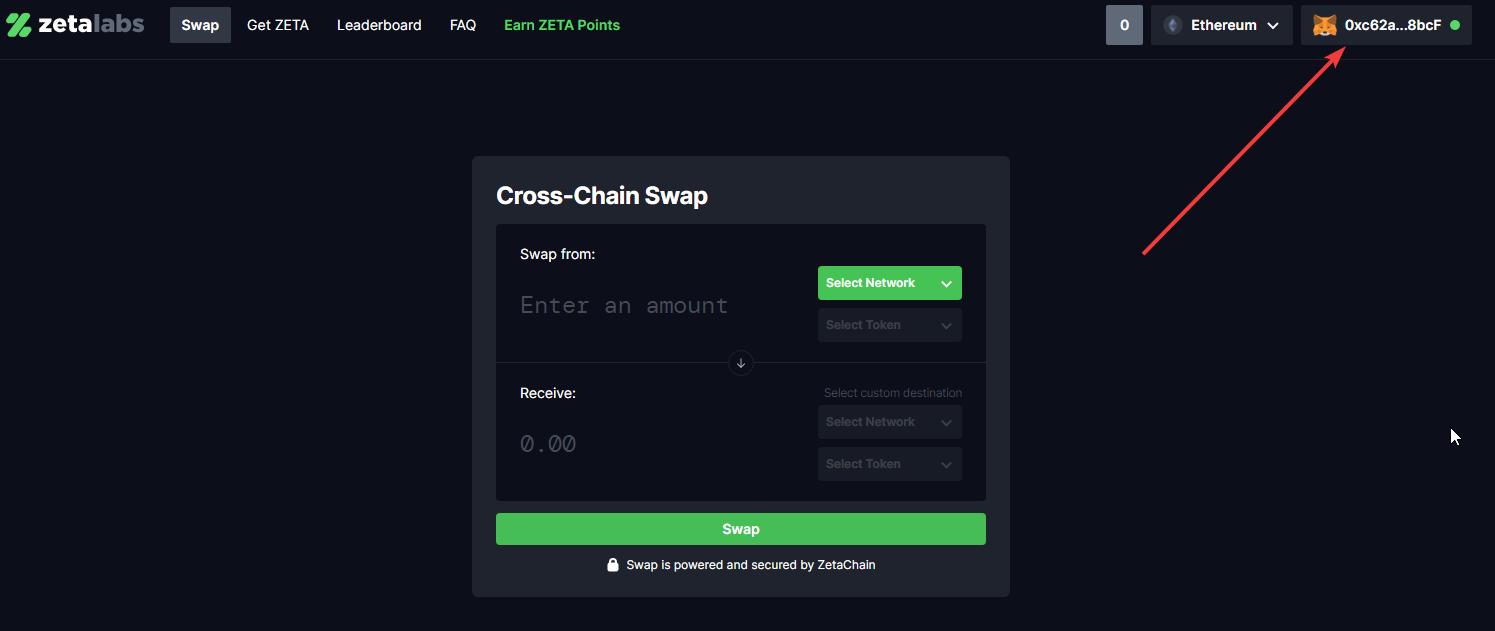 zetalabs Swap Get ZETA Leaderboard FAQ Earn ZETA Points 0 Ethereum 0xc62a...8bcF
Cross-Chain Swap
Swap from:
Select Network
Enter an amount
Select Token
Receive:
Select custom destination
Select Network
0.00
Select Token
Swap
Swap is powered and secured by ZetaChain